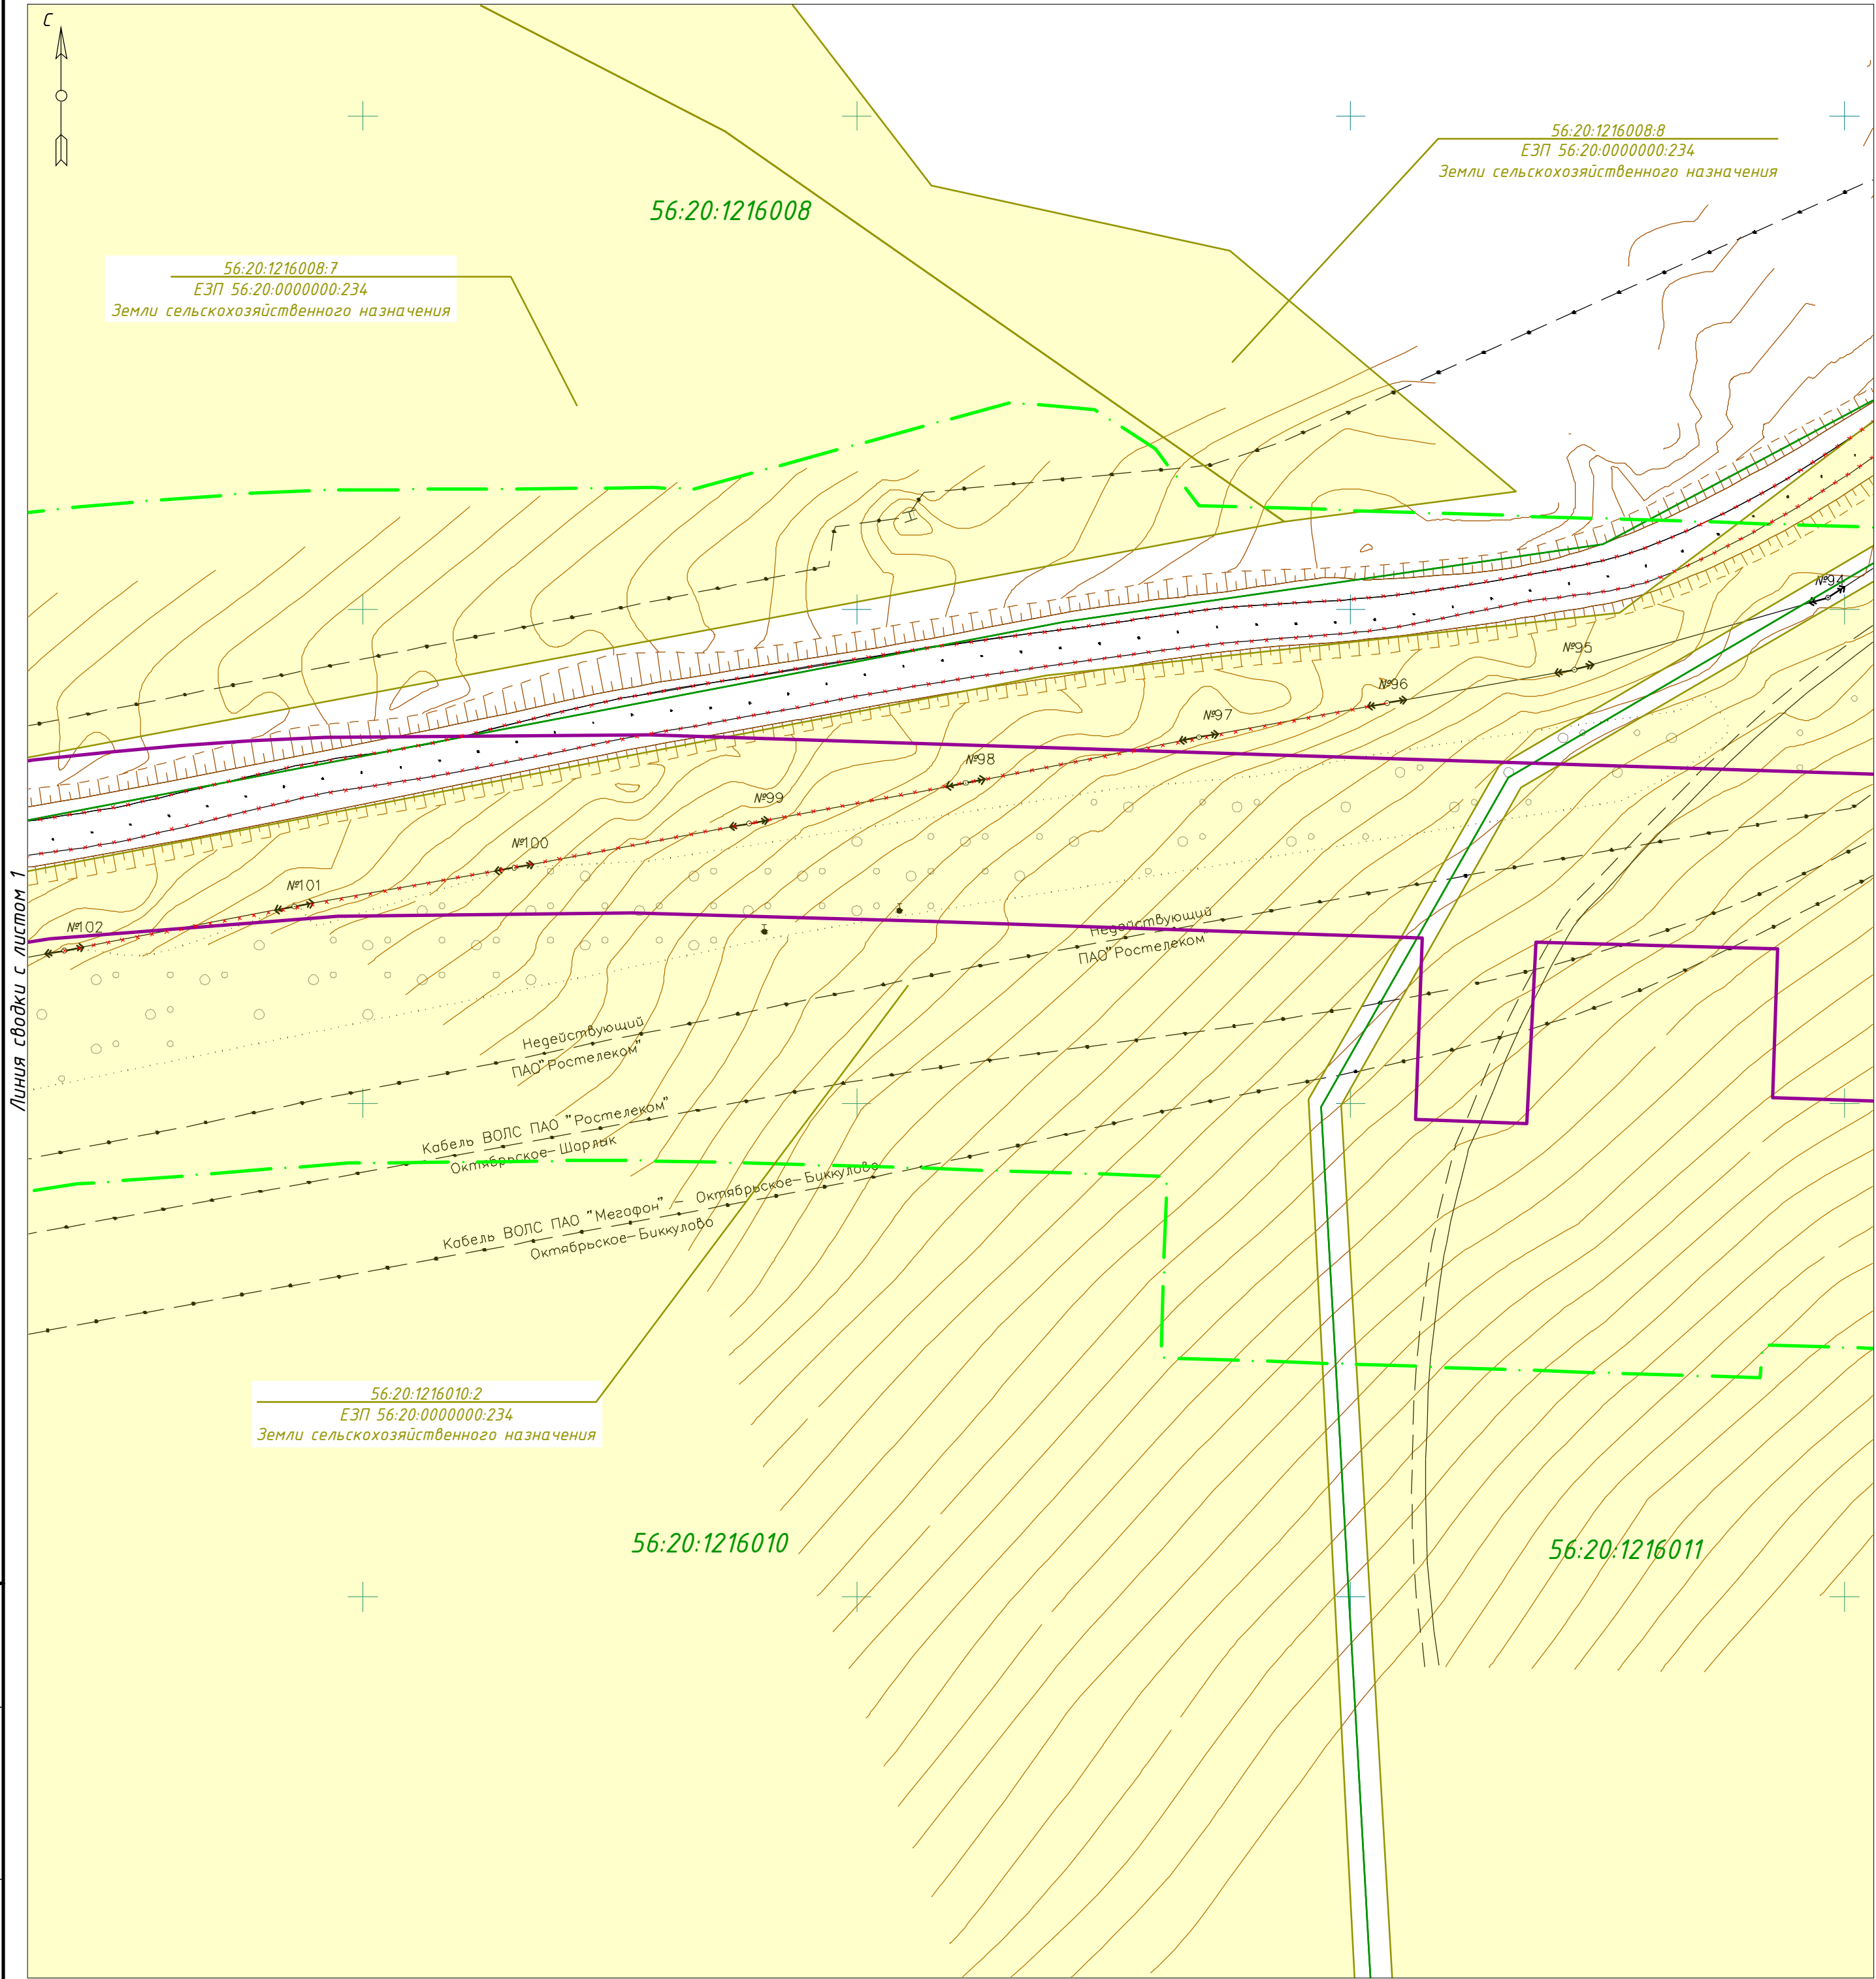 С
56:20:1216008:8
ЕЗП 56:20:0000000:234
Земли сельскохозяйственного назначения
56:20:1216008
56:20:1216008:7
ЕЗП 56:20:0000000:234
Земли сельскохозяйственного назначения
№94
№95
№96
№97
№98
№99
№100
№101
№102
Линия сводки с листом 1
Недействующий
ПАО"Ростелеком"
Недействующий
ПАО"Ростелеком"
Кабель ВОЛС ПАО "Ростелеком"
Октябрьское-Шарлык
Кабель ВОЛС ПАО "Мегофон" - Октябрьское-Биккулово
Октябрьское-Биккулово
56:20:1216010:2
ЕЗП 56:20:0000000:234
Земли сельскохозяйственного назначения
56:20:1216010
56:20:1216011